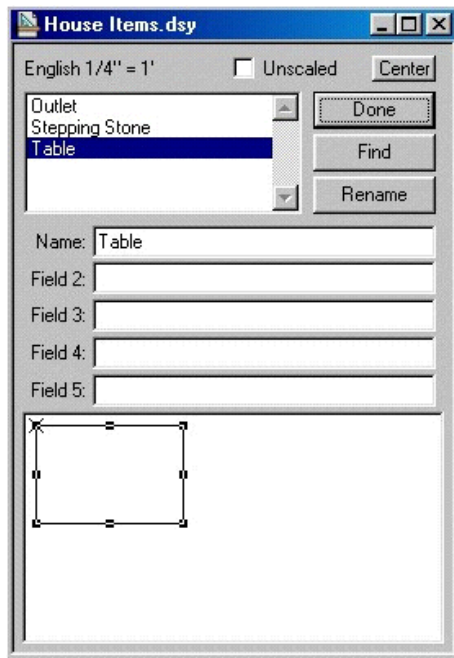 House Items.dsy
English 1/4" = 1'
Unscaled
Center
Outlet
Stepping Stone
Table
Done
Find
Rename
Name: Table
Field 2:
Field 3:
Field 4:
Field 5: